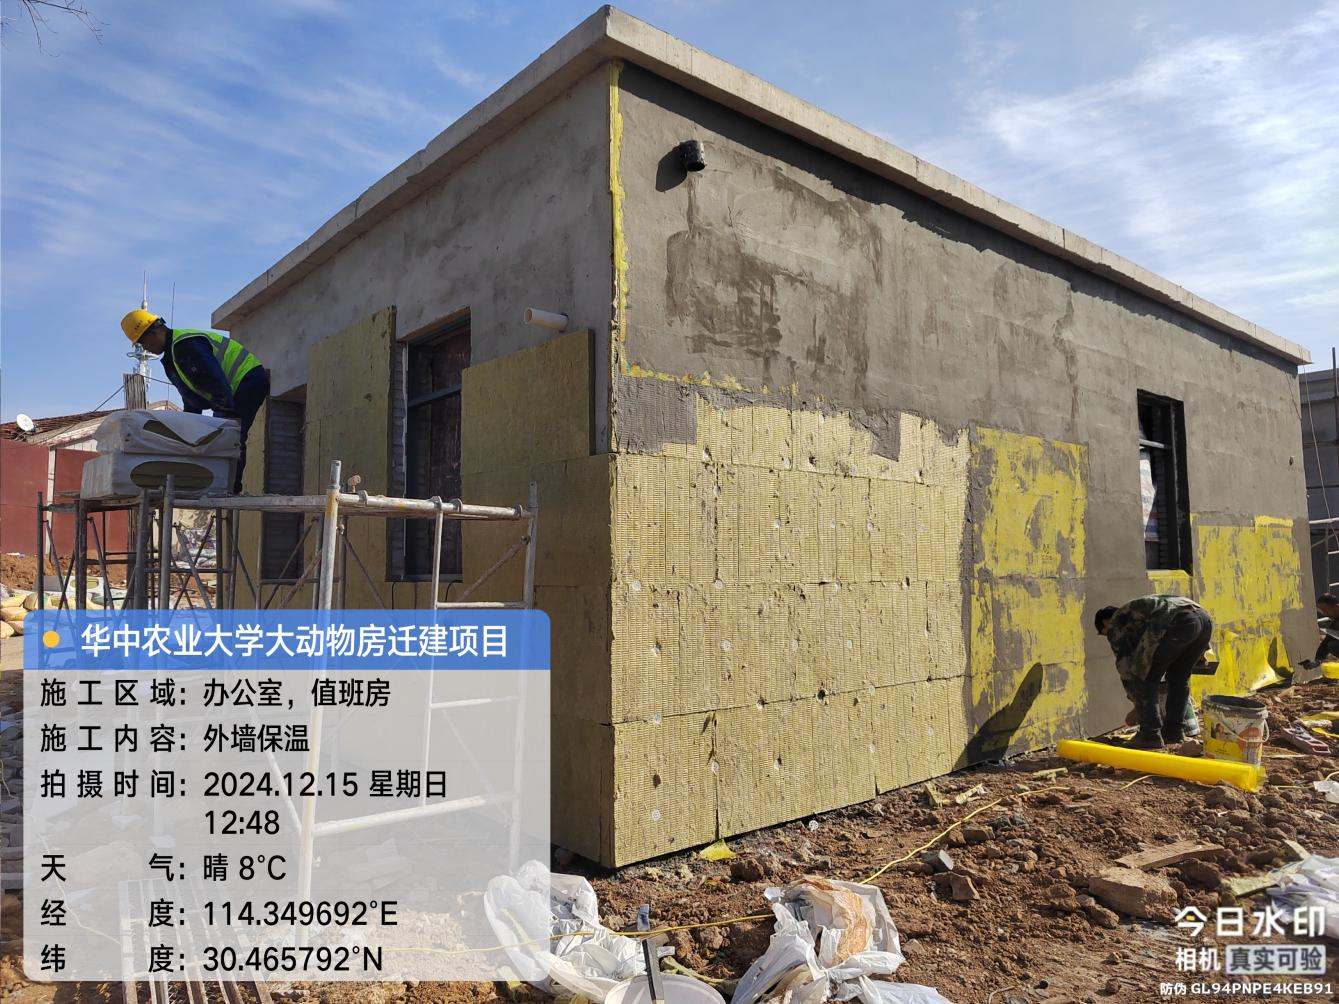 华中农业大学大动物房迁建项目
施工区域：办公室，值班房
施工内容：外墙保温
拍摄时间：2024.12.15 星期日
12:48
天气：晴 8℃
经度：114.349692°E
纬度：30.465792°N
今日水印
相机 真实可验
防伪 GL94PNPE4KEB91